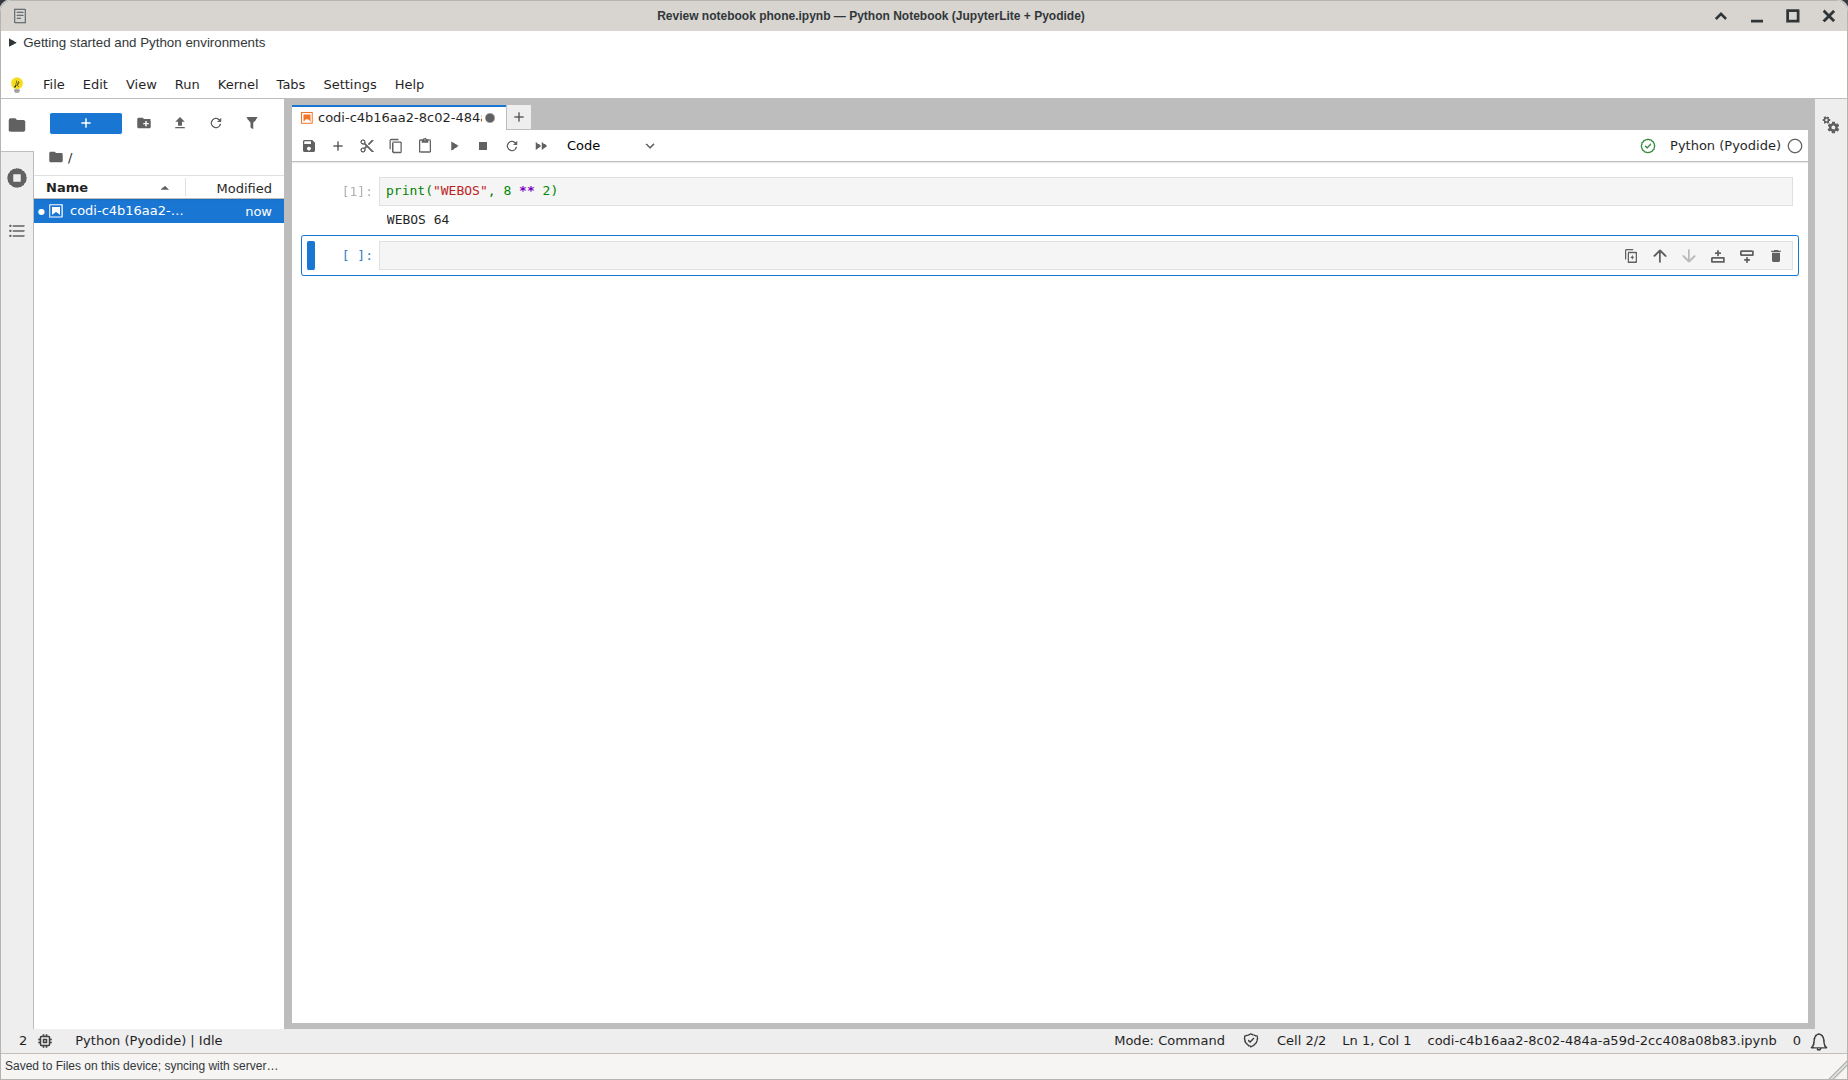 Review notebook phone.ipynb — Python Notebook (JupyterLite + Pyodide)
Getting started and Python environments
File Edit View Run Kernel Tabs Settings Help
codi-c4b16aa2-8c02-484a
/
Code
Python (Pyodide)
Name Modified
codi-c4b16aa2-… now
[1]: print("WEBOS", 8 ** 2)
WEBOS 64
[ ]:
2 Python (Pyodide) | Idle Mode: Command Cell 2/2 Ln 1, Col 1 codi-c4b16aa2-8c02-484a-a59d-2cc408a08b83.ipynb 0
Saved to Files on this device; syncing with server…